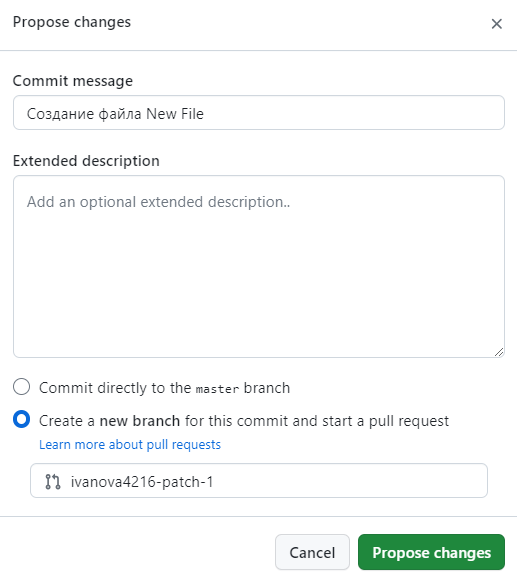 Propose changes
Commit message
Создание файла New File
Extended description
Add an optional extended description..
Commit directly to the master branch
Create a new branch for this commit and start a pull request
Learn more about pull requests
ivanova4216-patch-1
Cancel
Propose changes